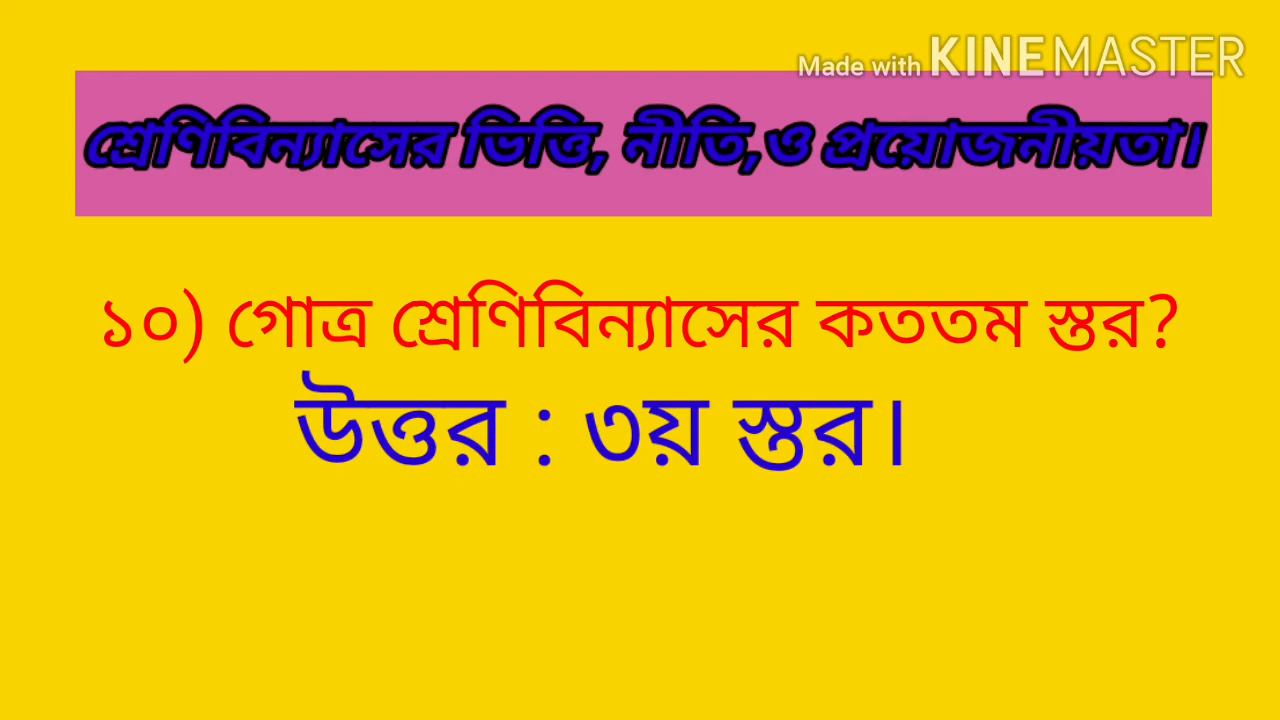 Made with KINEMASTER
শ্রেণিবিন্যাসের ভিত্তি, নীতি,ও প্রয়োজনীয়তা।
১০) গোত্র শ্রেণিবিন্যাসের কততম স্তর?
উত্তর : ৩য় স্তর।